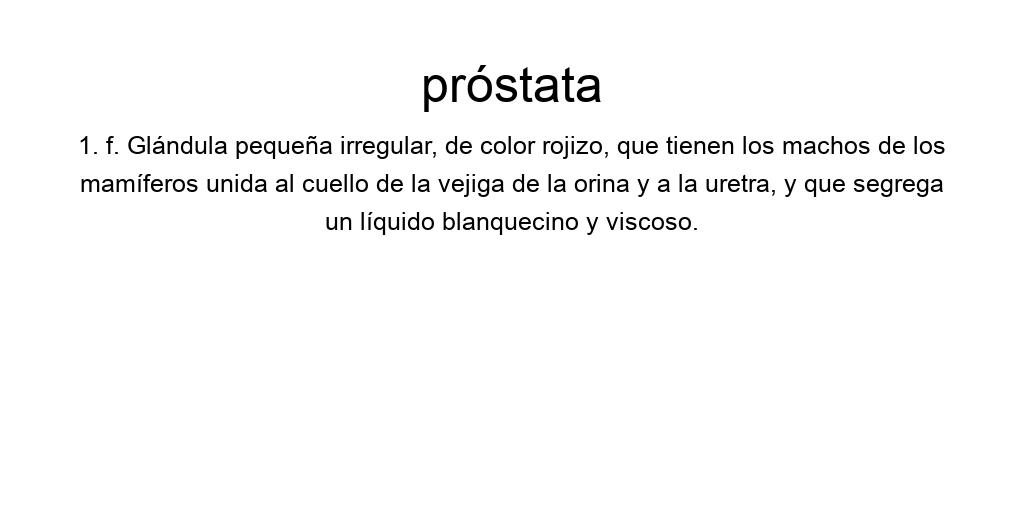 próstata
1. f. Glándula pequeña irregular, de color rojizo, que tienen los machos de los
mamíferos unida al cuello de la vejiga de la orina y a la uretra, y que segrega
un líquido blanquecino y viscoso.